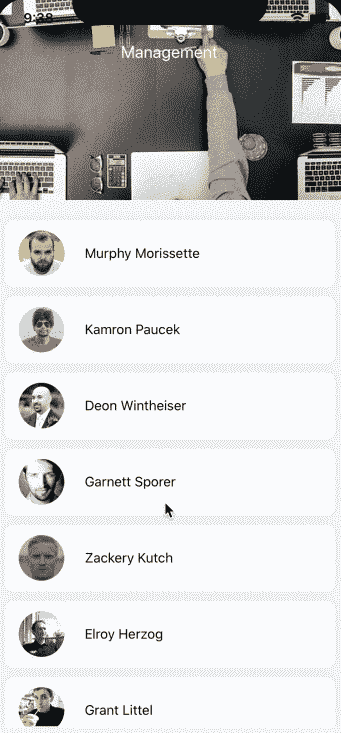 9:38
Management
Murphy Morissette
Kamron Paucek
Deon Wintheiser
Garnett Sporer
Zackery Kutch
Elroy Herzog
Grant Littel